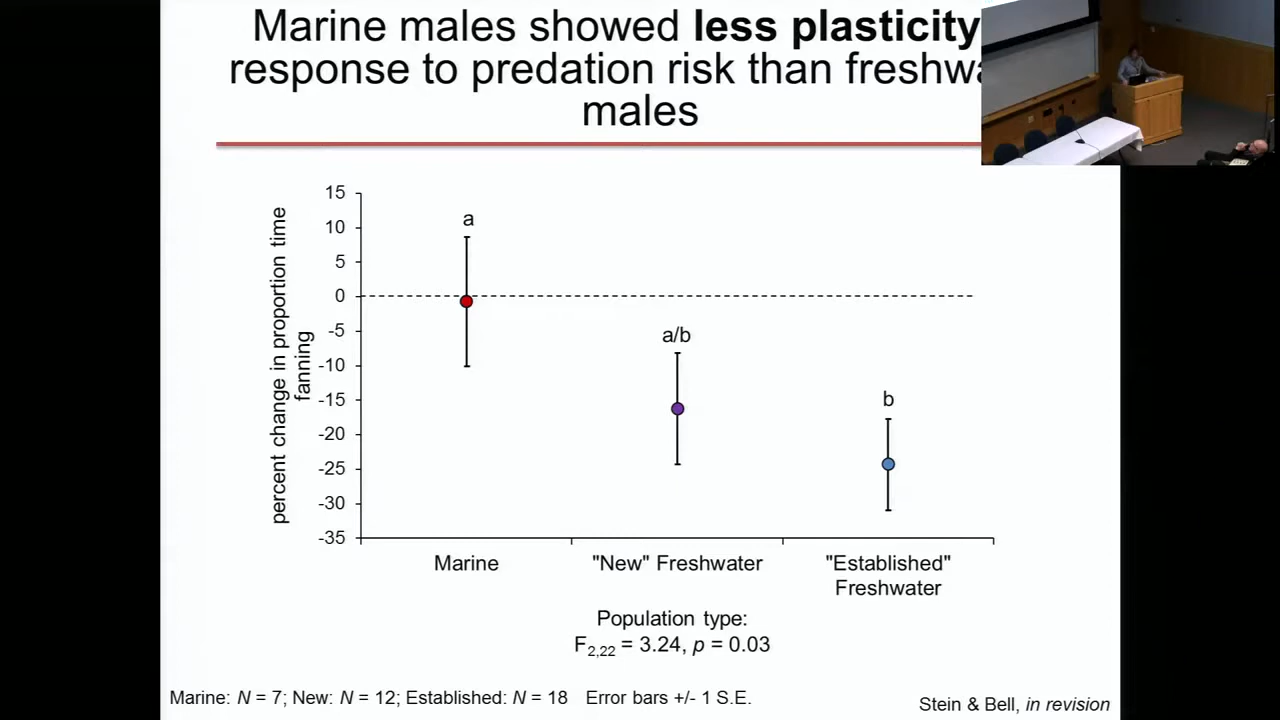 Marine males showed less plasticity
response to predation risk than
males
percent change in proportion time
fanning
15
10
5
0
-5
-10
-15
-20
-25
-30
-35
a
a/b
b
Marine
"New" Freshwater
"Established"
Freshwater
Population type:
F2,22 = 3.24, p = 0.03
Marine: N = 7; New: N = 12; Established: N = 18 Error bars +/- 1 S.E.
Stein & Bell, in revision